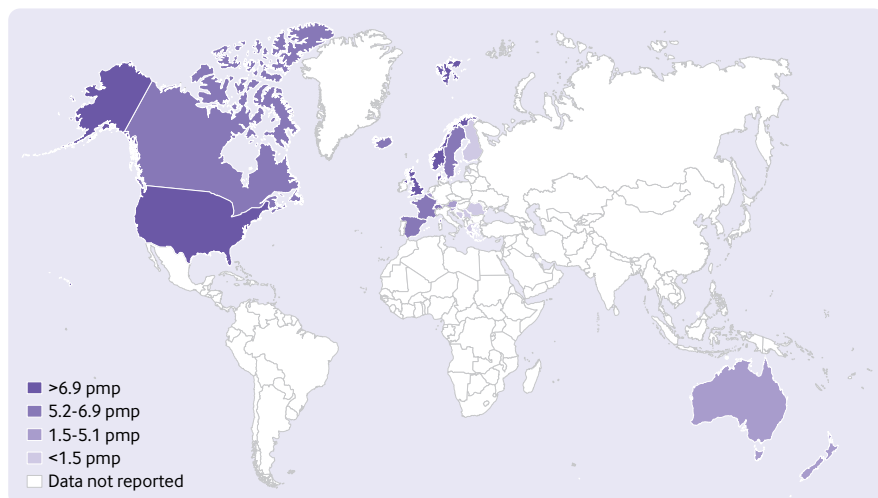 >6.9 pmp
5.2-6.9 pmp
1.5-5.1 pmp
<1.5 pmp
Data not reported